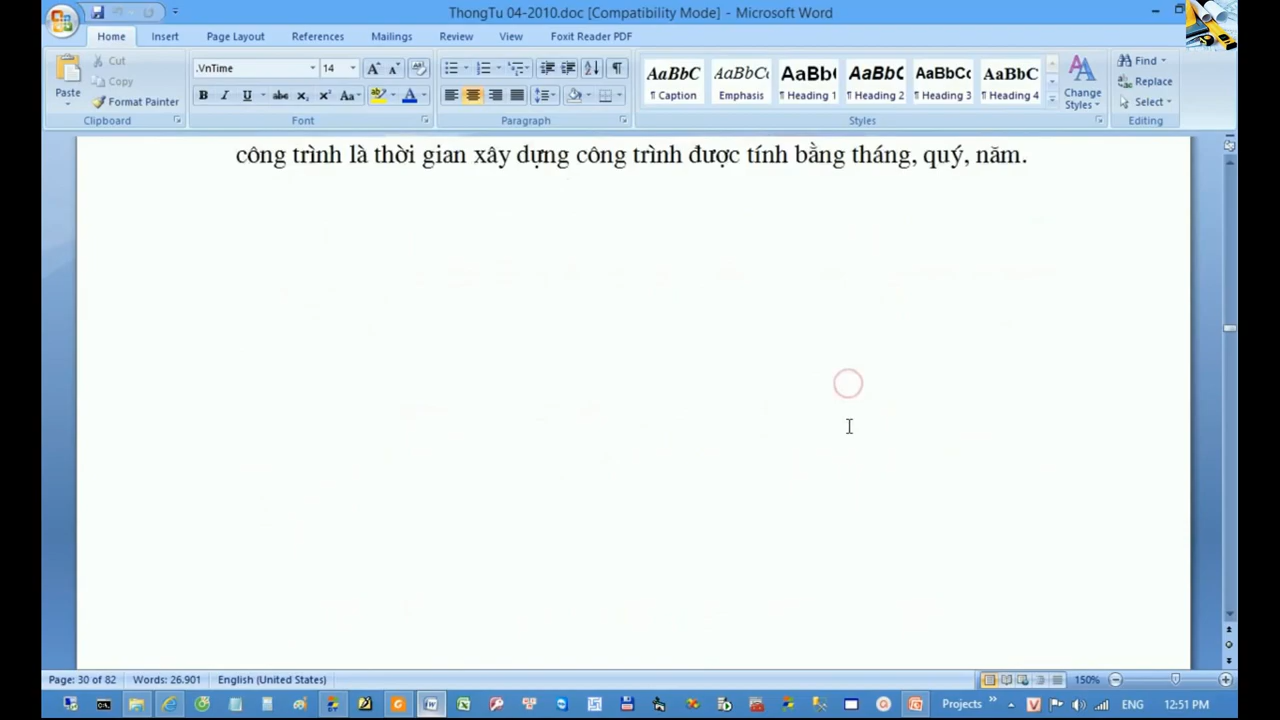 ThongTu 04-2010.doc [Compatibility Mode] - Microsoft Word
Home Insert Page Layout References Mailings Review View Foxit Reader PDF
Paste
Cut
Copy
Format Painter
Clipboard
.VnTime 14
B I U abc x₂ x² Aa
Font
Paragraph
AaBbC AaBbCc AaBb( AaBbC AaBbCc AaBbC
¶ Caption Emphasis ¶ Heading 1 ¶ Heading 2 ¶ Heading 3 ¶ Heading 4
Change Styles
Styles
Find
Replace
Select
Editing
công trình là thời gian xây dựng công trình được tính bằng tháng, quý, năm.
Page: 30 of 82 Words: 26.901 English (United States) 150%
Projects » ENG 12:51 PM